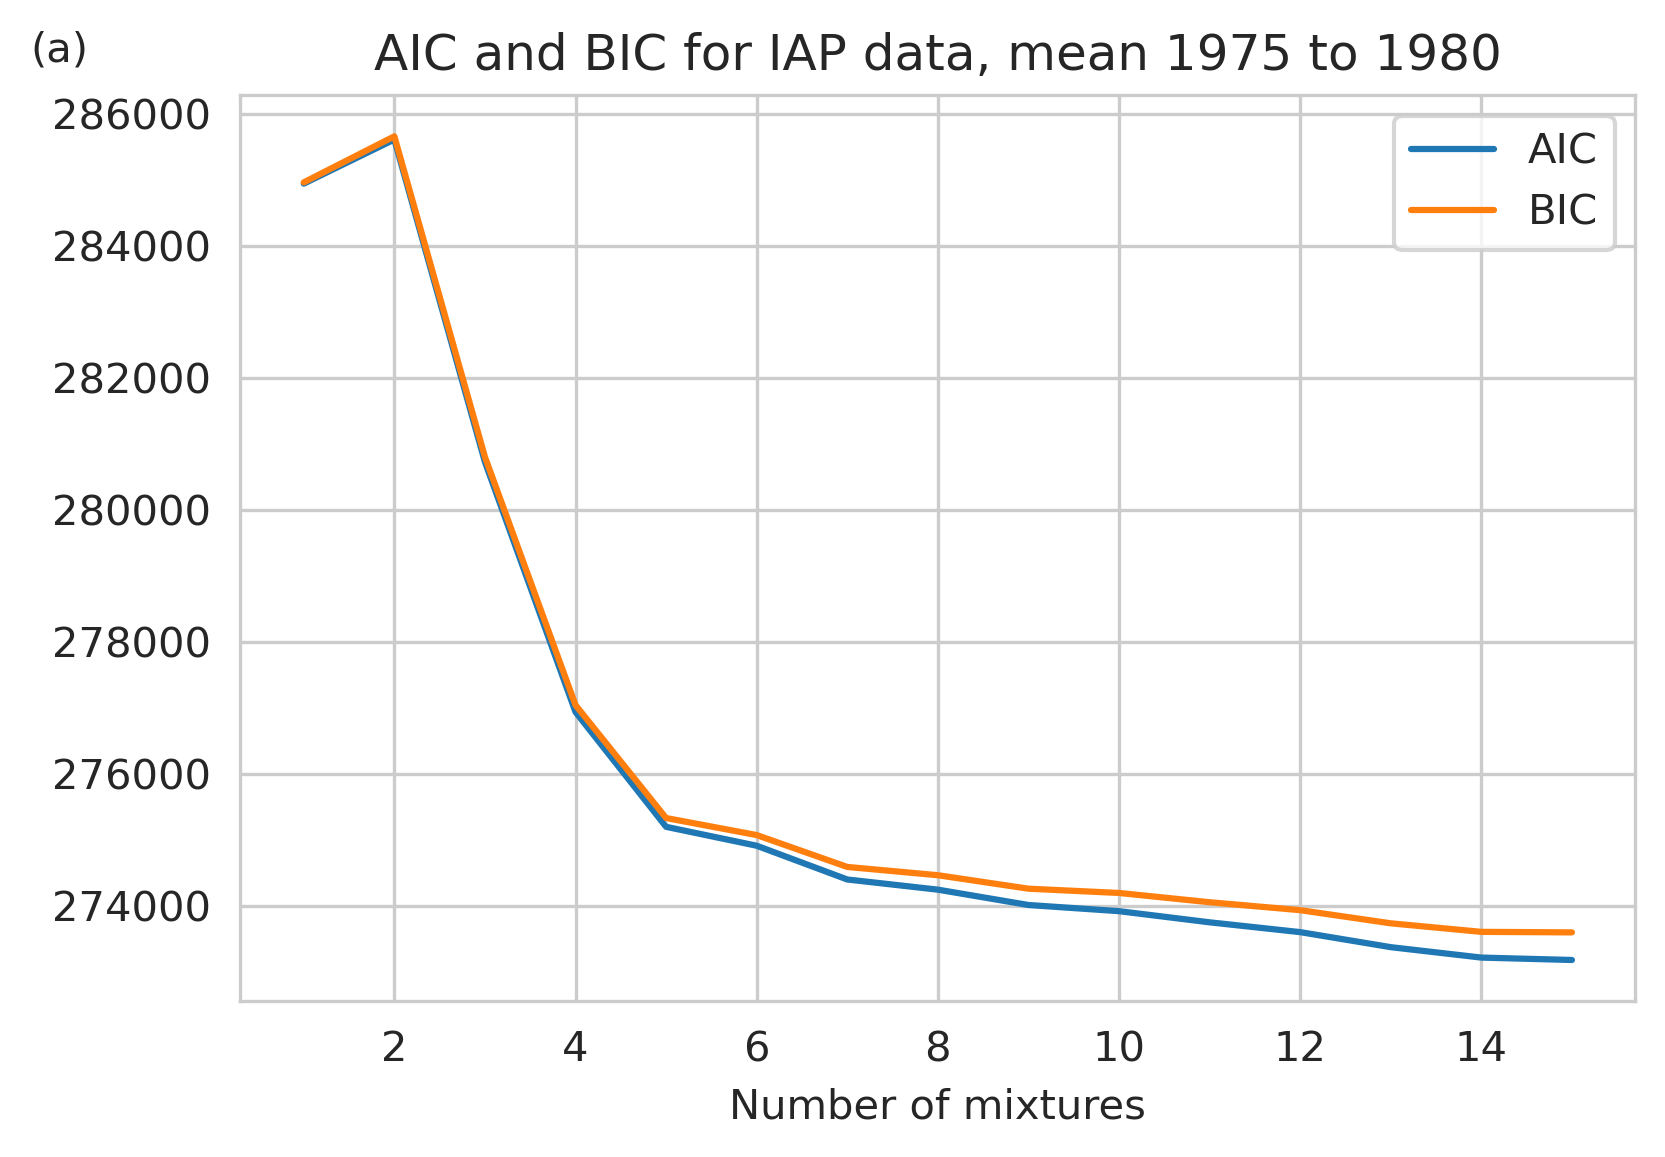 (a)
AIC and BIC for IAP data, mean 1975 to 1980
286000
284000
282000
280000
278000
276000
274000
AIC
BIC
2 4 6 8 10 12 14
Number of mixtures